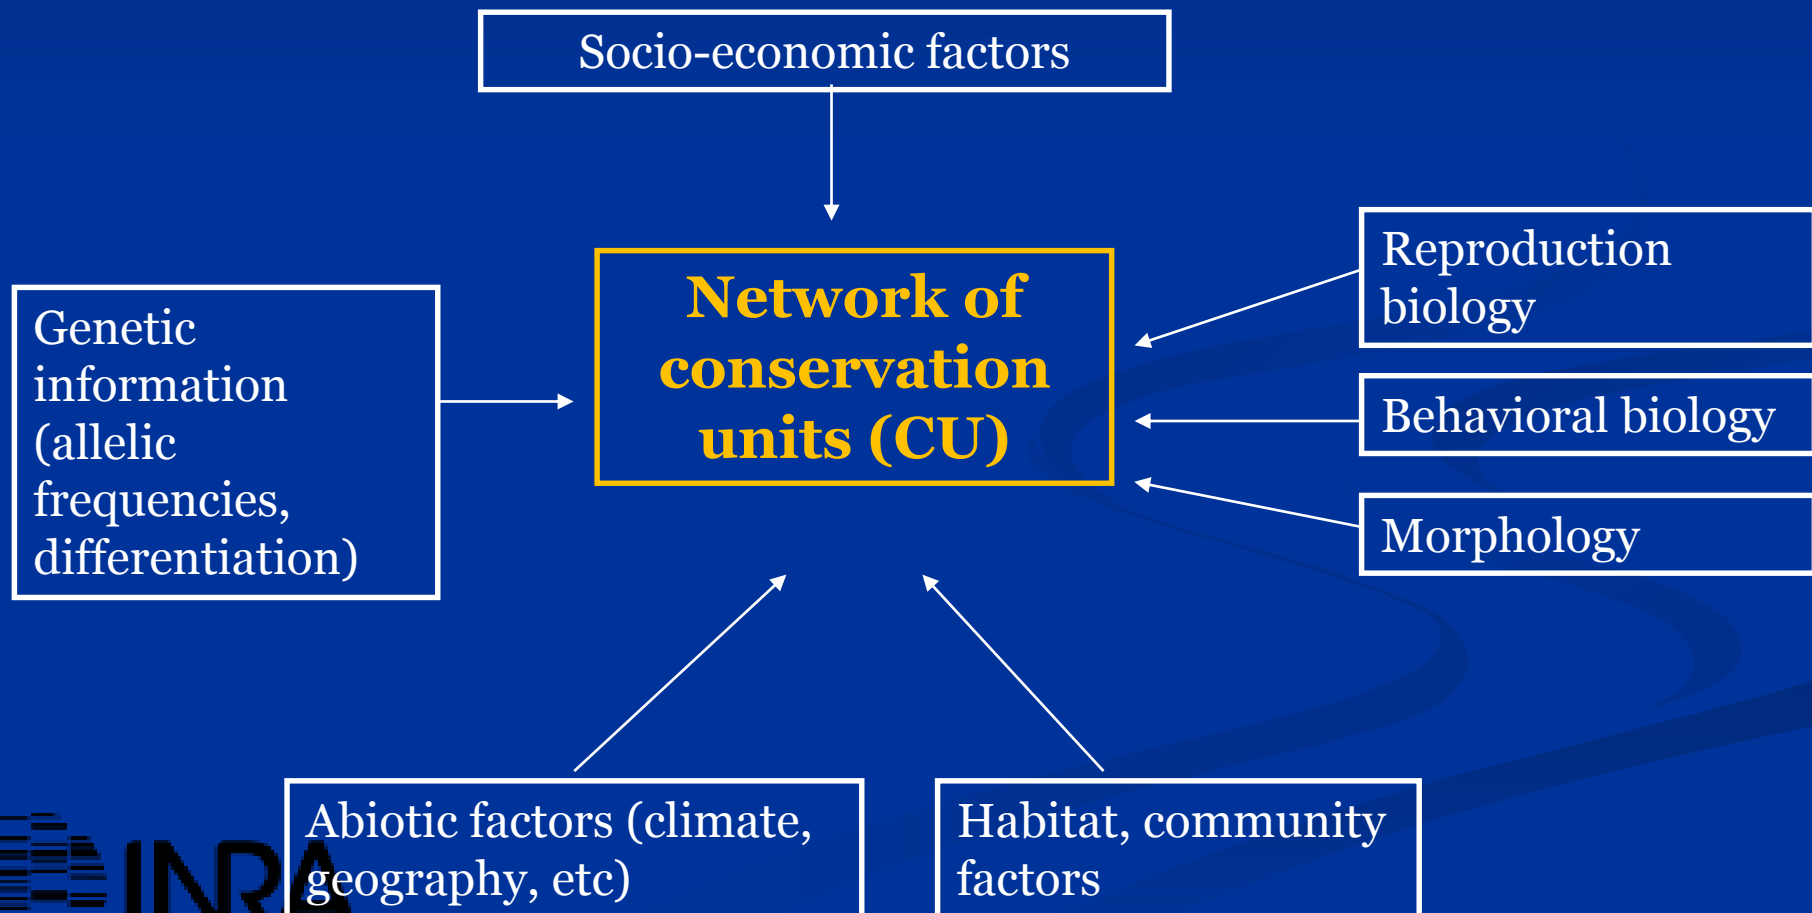 Socio-economic factors
Network of
conservation
units (CU)
Genetic
information
(allelic
frequencies,
differentiation)
Reproduction
biology
Behavioral biology
Morphology
Abiotic factors (climate,
geography, etc)
Habitat, community
factors
INRA